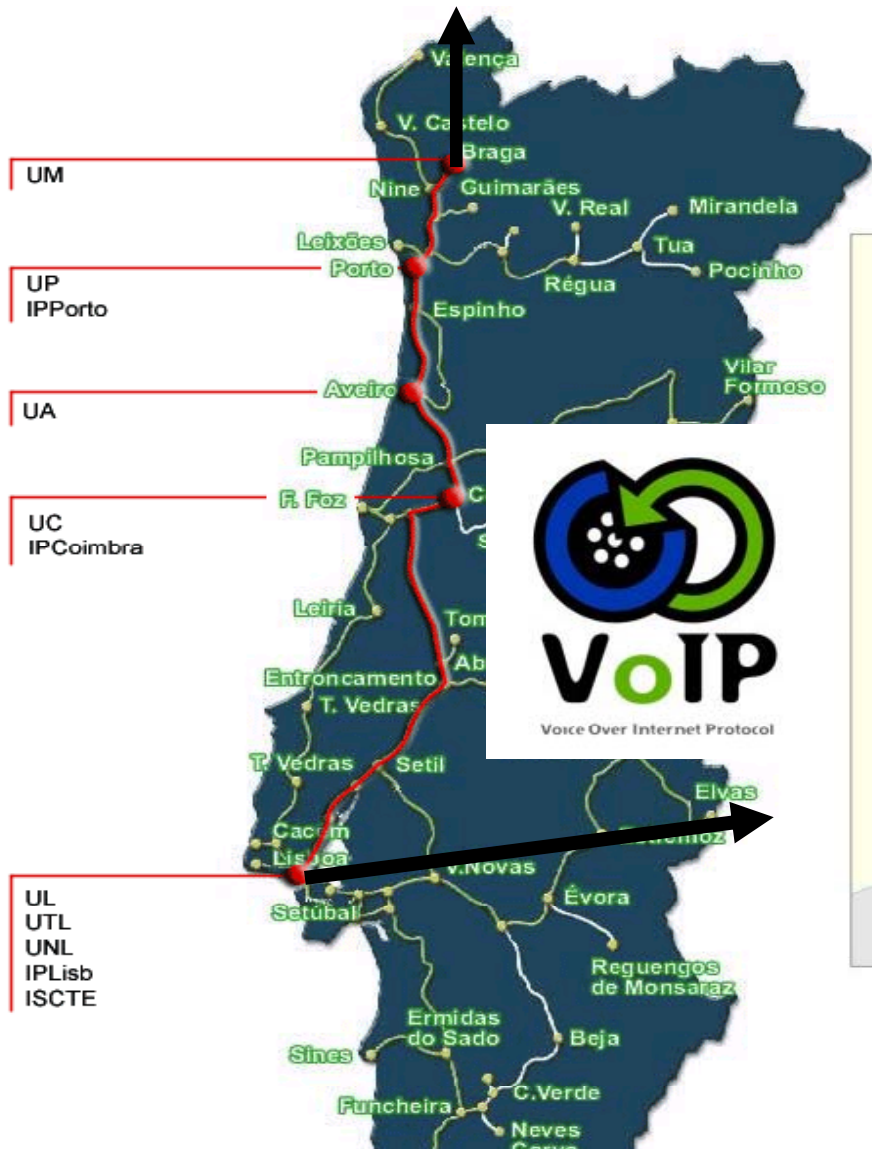 Valença
V. Castelo
Braga
UM
Nine
Guimarães
V. Real
Mirandela
Leixões
Tua
Porto
Pocinho
Régua
UP
IPPorto
Espinho
Vilar
Formoso
Aveiro
UA
Pampilhosa
F. Foz
UC
IPCoimbra
Leiria
VoIP
Voice Over Internet Protocol
Entroncamento
T. Vedras
T. Vedras
Setil
Elvas
Cacem
Lisboa
V.Novas
UL
UTL
UNL
IPLisb
ISCTE
Setúbal
Évora
Reguengos
de Monsaraz
Ermidas
do Sado
Sines
Beja
C.Verde
Funcheira
Neves